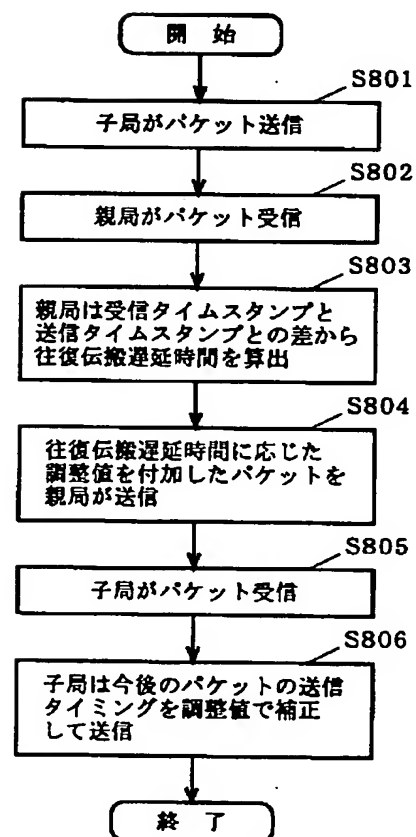 開 始
S801
子局がパケット送信
S802
親局がパケット受信
S803
親局は受信タイムスタンプと
送信タイムスタンプとの差から
往復伝搬遅延時間を算出
S804
往復伝搬遅延時間に応じた
調整値を付加したパケットを
親局が送信
S805
子局がパケット受信
S806
子局は今後のパケットの送信
タイミングを調整値で補正
して送信
終 了